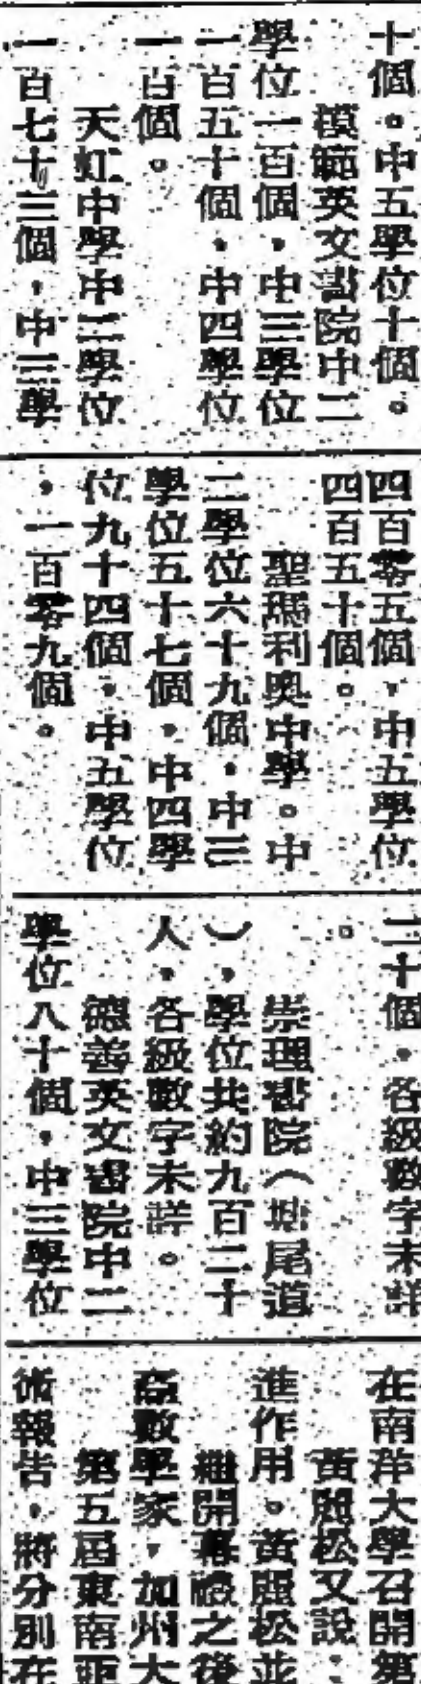 十個。中五學位十個。
模範英文書院中二
學位一百個，中三學位
一百五十個，中四學位
一百個。
天虹中學中二學位
一百七十三個，中三學
四百零五個，中五學位
四百五十個。
聖瑪利奧中學。中
二學位六十九個，中三
學位五十七個，中四學
位九十四個，中五學位
，一百零九個。
二十個，各級數字未詳
。
崇理書院（塘尾道
），學位共約九百二十
人，各級數字未詳。
德善英文書院中二
學位八十個，中三學位
在南洋大學召開第
黃麗松又說：
進作用。黃麗松並
繼開幕禮之後
高數學家，加州大
第五屆東南亞
術報告，將分別在